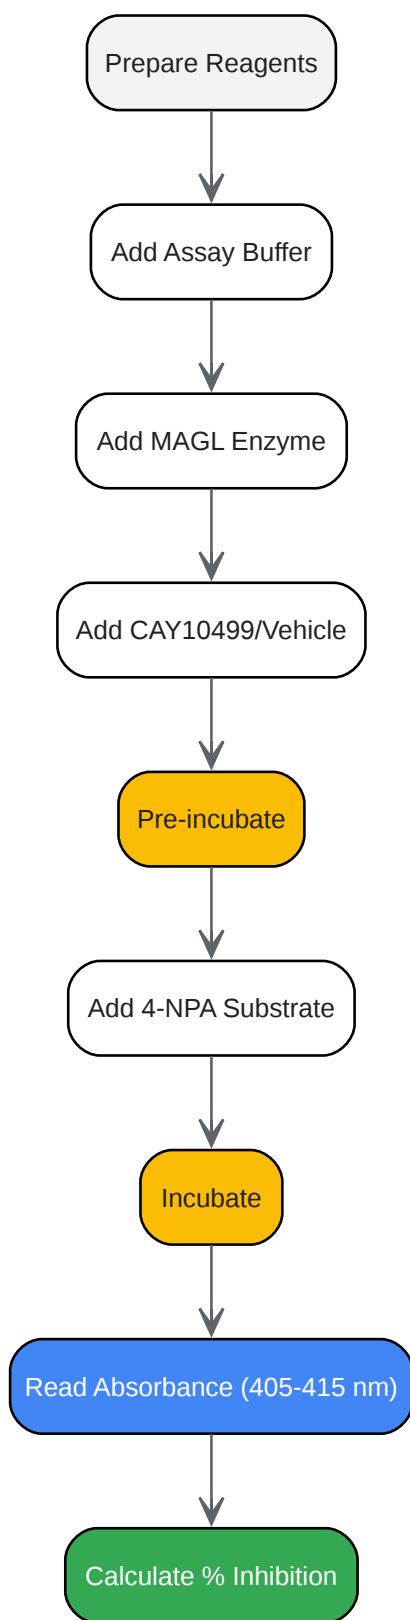 Prepare Reagents
Add Assay Buffer
Add MAGL Enzyme
Add CAY10499/Vehicle
Pre-incubate
Add 4-NPA Substrate
Incubate
Read Absorbance (405-415 nm)
Calculate % Inhibition